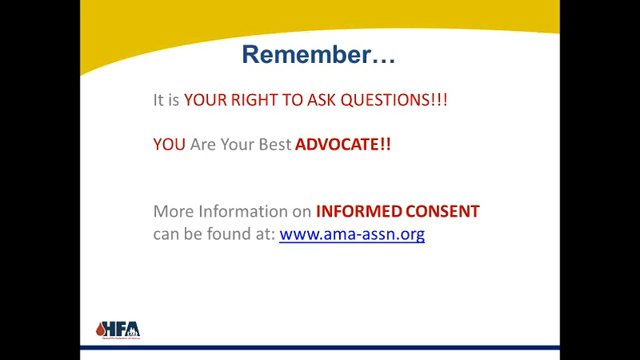 Remember…
It is YOUR RIGHT TO ASK QUESTIONS!!!
YOU Are Your Best ADVOCATE!!
More Information on INFORMED CONSENT
can be found at: www.ama-assn.org
HFA